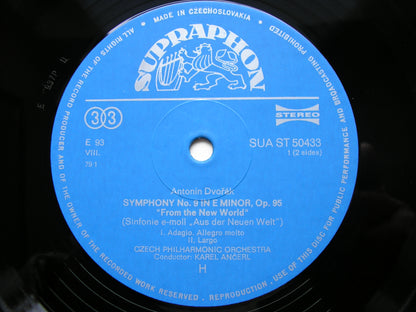 MADE IN CZECHOSLOVAKIA
ALL RIGHTS OF THE RECORD PRODUCER AND OF THE OWNER OF THE RECORDED WORK RESERVED . REPRODUCTION . USE OF THIS DISC FOR PUBLIC PERFORMANCE AND BROADCASTING PROHIBITED
SUPRAPHON
33
STEREO
E 93
VIII.
79-1
SUA ST 50433
1 (2 sides)
Antonín Dvořák
SYMPHONY No. 9 IN E MINOR, Op. 95
"From the New World"
(Sinfonie e-moll „Aus der Neuen Welt")
I. Adagio. Allegro molto
II. Largo
CZECH PHILHARMONIC ORCHESTRA
Conductor: KAREL ANČERL
H